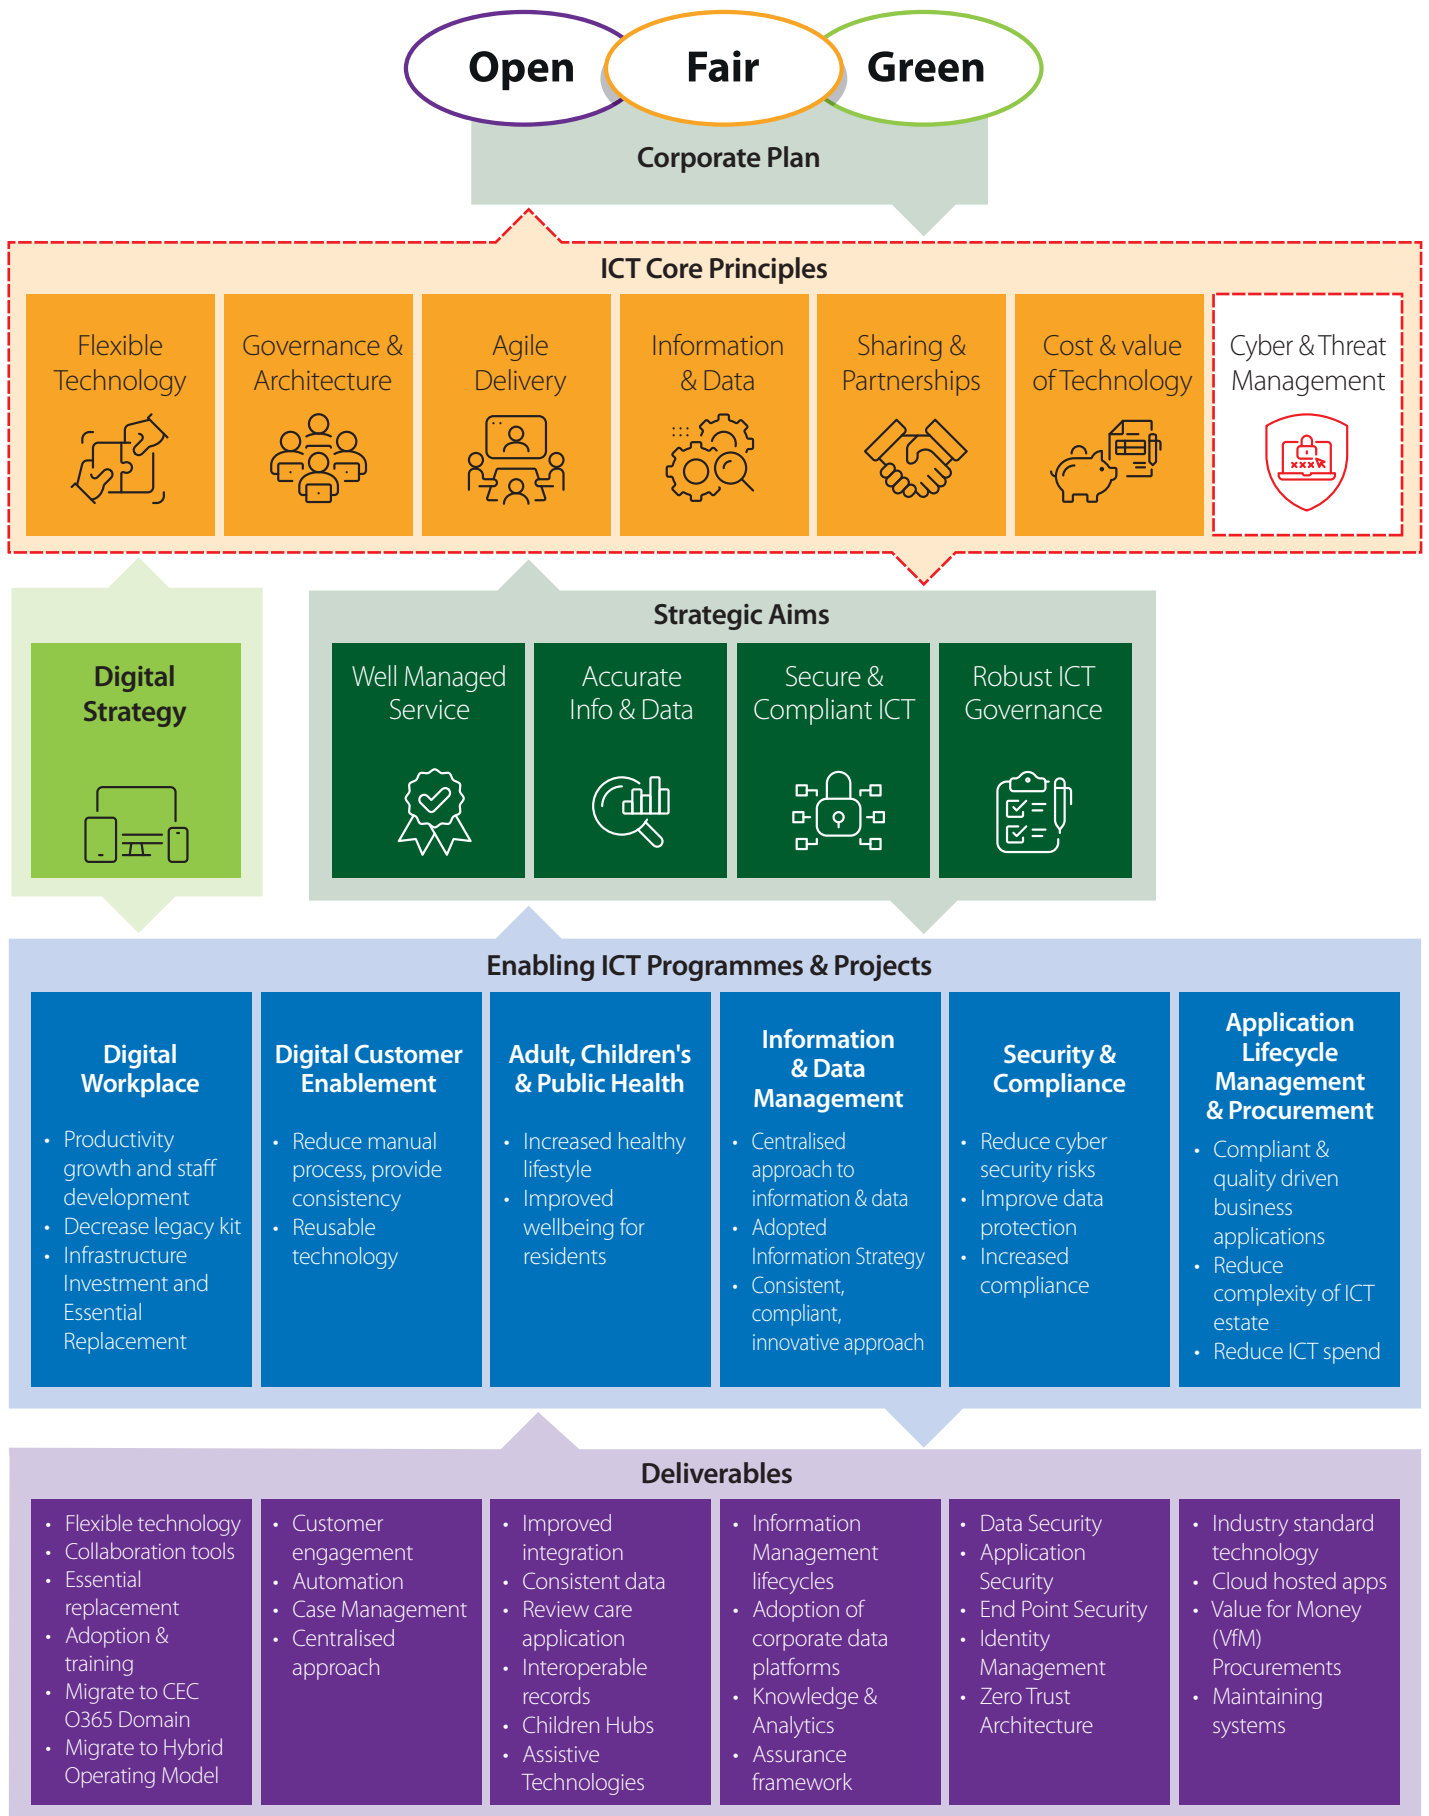 Open
Fair
Green
Corporate Plan
ICT Core Principles
Flexible
Technology
Governance &
Architecture
Agile
Delivery
Information
& Data
Sharing &
Partnerships
Cost & value
of Technology
Cyber & Threat
Management
xxx
Digital
Strategy
Strategic Aims
Well Managed
Service
Accurate
Info & Data
Secure &
Compliant ICT
Robust ICT
Governance
Enabling ICT Programmes & Projects
Digital
Workplace
• Productivity
growth and staff
development
• Decrease legacy kit
• Infrastructure
Investment and
Essential
Replacement
Digital Customer
Enablement
• Reduce manual
process, provide
consistency
• Reusable
technology
Adult, Children's
& Public Health
• Increased healthy
lifestyle
• Improved
wellbeing for
residents
Information
& Data
Management
• Centralised
approach to
information & data
• Adopted
Information Strategy
• Consistent,
compliant,
innovative approach
Security &
Compliance
• Reduce cyber
security risks
• Improve data
protection
• Increased
compliance
Application
Lifecycle
Management
& Procurement
• Compliant &
quality driven
business
applications
• Reduce
complexity of ICT
estate
• Reduce ICT spend
Deliverables
• Flexible technology
• Collaboration tools
• Essential
replacement
• Adoption &
training
• Migrate to CEC
O365 Domain
• Migrate to Hybrid
Operating Model
• Customer
engagement
• Automation
• Case Management
• Centralised
approach
• Improved
integration
• Consistent data
• Review care
application
• Interoperable
records
• Children Hubs
• Assistive
Technologies
• Information
Management
lifecycles
• Adoption of
corporate data
platforms
• Knowledge &
Analytics
• Assurance
framework
• Data Security
• Application
Security
• End Point Security
• Identity
Management
• Zero Trust
Architecture
• Industry standard
technology
• Cloud hosted apps
• Value for Money
(VfM)
Procurements
• Maintaining
systems